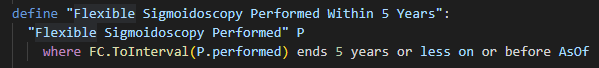 define "Flexible Sigmoidoscopy Performed Within 5 Years":
"Flexible Sigmoidoscopy Performed" P
where FC.ToInterval(P.performed) ends 5 years or less on or before AsOf